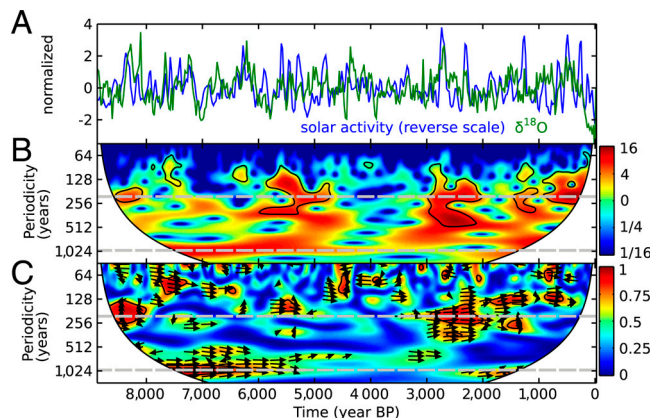 A
normalized
4
2
0
-2
solar activity (reverse scale) δ18O
B
Periodicity
(years)
64
128
256
512
1,024
16
4
1
1/4
1/16
C
Periodicity
(years)
64
128
256
512
1,024
1
0.75
0.5
0.25
0
8,000 7,000 6,000 5,000 4,000 3,000 2,000 1,000 0
Time (year BP)